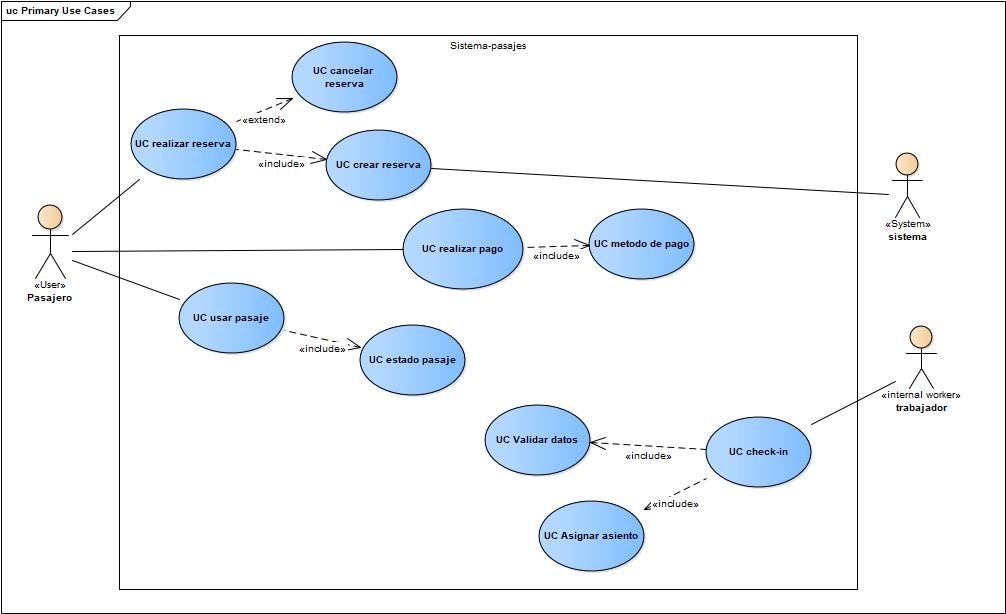 uc Primary Use Cases
Sistema-pasajes
UC cancelar
reserva
«extend»
UC realizar reserva
«include»
UC crear reserva
«System»
sistema
UC realizar pago
«include»
UC metodo de pago
«User»
Pasajero
UC usar pasaje
«include»
UC estado pasaje
«internal worker»
trabajador
UC Validar datos
«include»
UC check-in
«include»
UC Asignar asiento